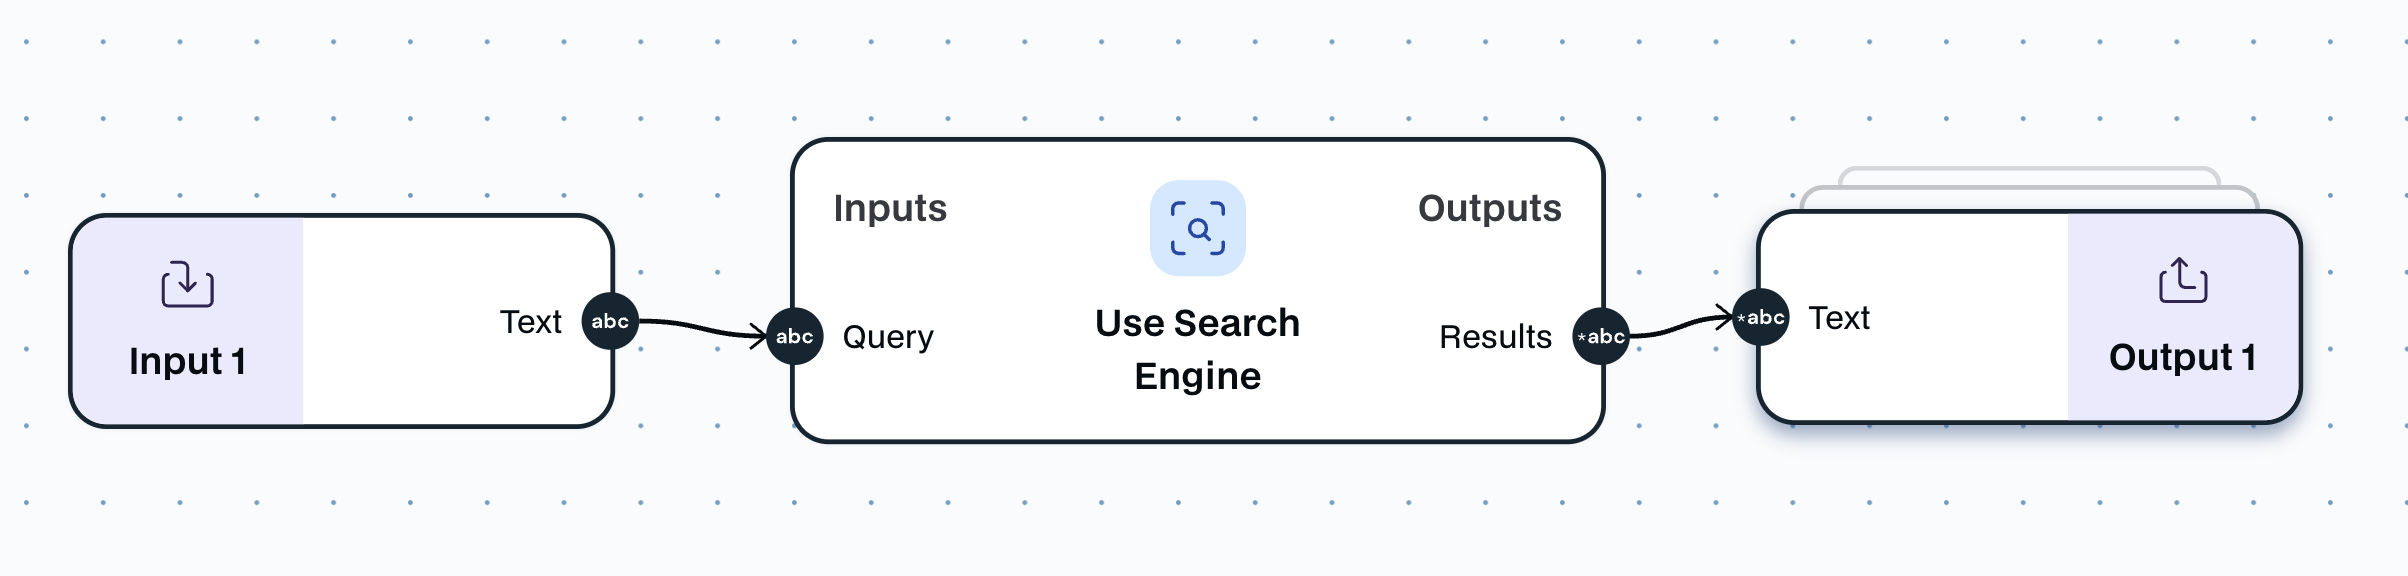 Input 1
Text
abc
Inputs
abc
Query
Use Search
Engine
Outputs
Results
*abc
*abc
Text
Output 1